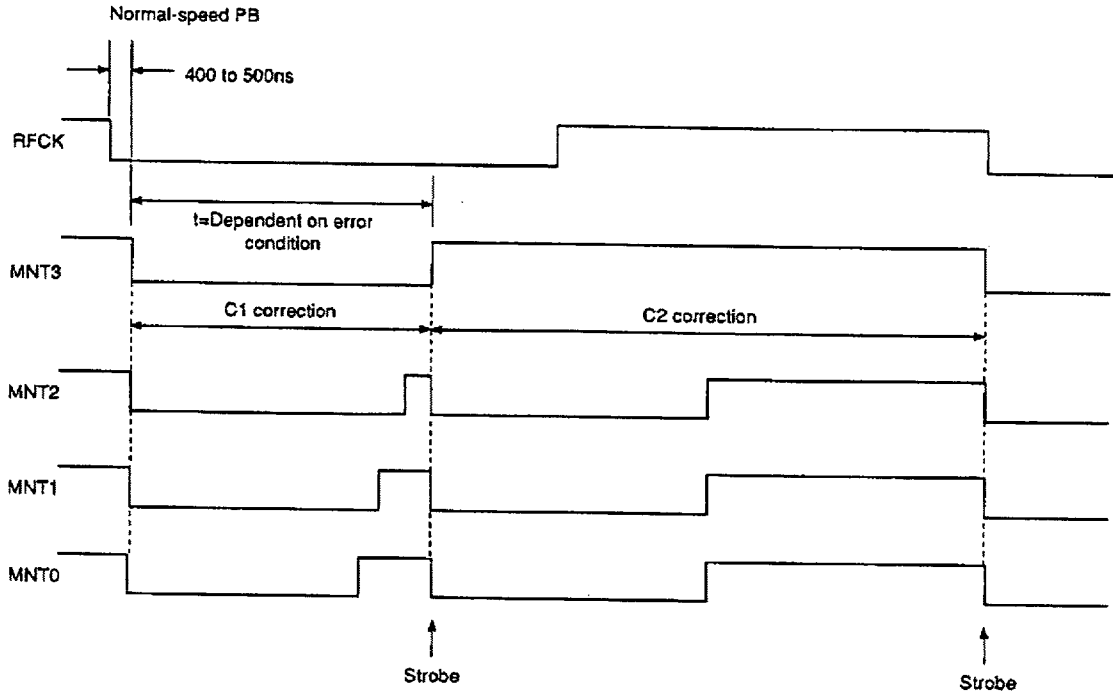 Normal-speed PB
400 to 500ns
RFCK
t=Dependent on error
condition
MNT3
C1 correction
C2 correction
MNT2
MNT1
MNT0
Strobe
Strobe